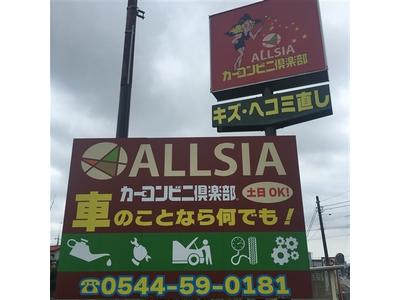 ALLSIA
カーコンビニ倶楽部
キズ・ヘコミ直し
ALLSIA
カーコンビニ倶楽部 土日OK!
車のことなら何でも!
☎0544-59-0181